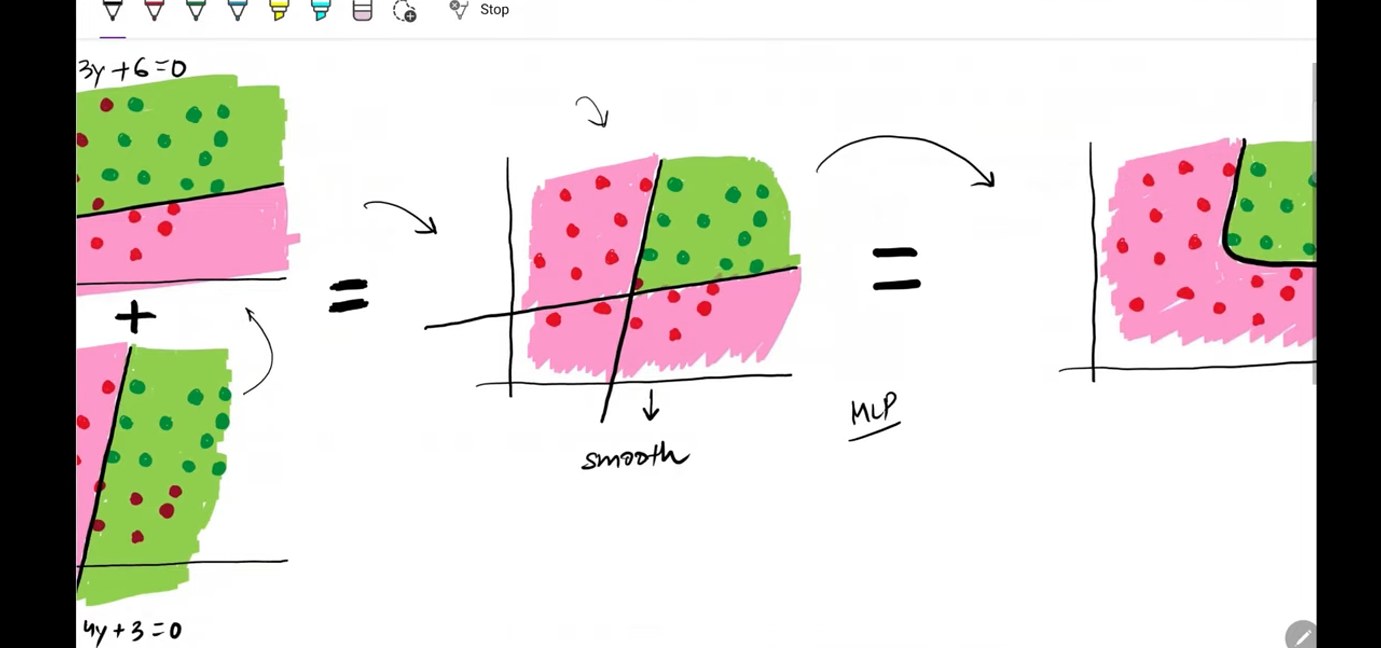 Stop
3y + 6 = 0
+
=
=
MLP
smooth
4y + 3 = 0